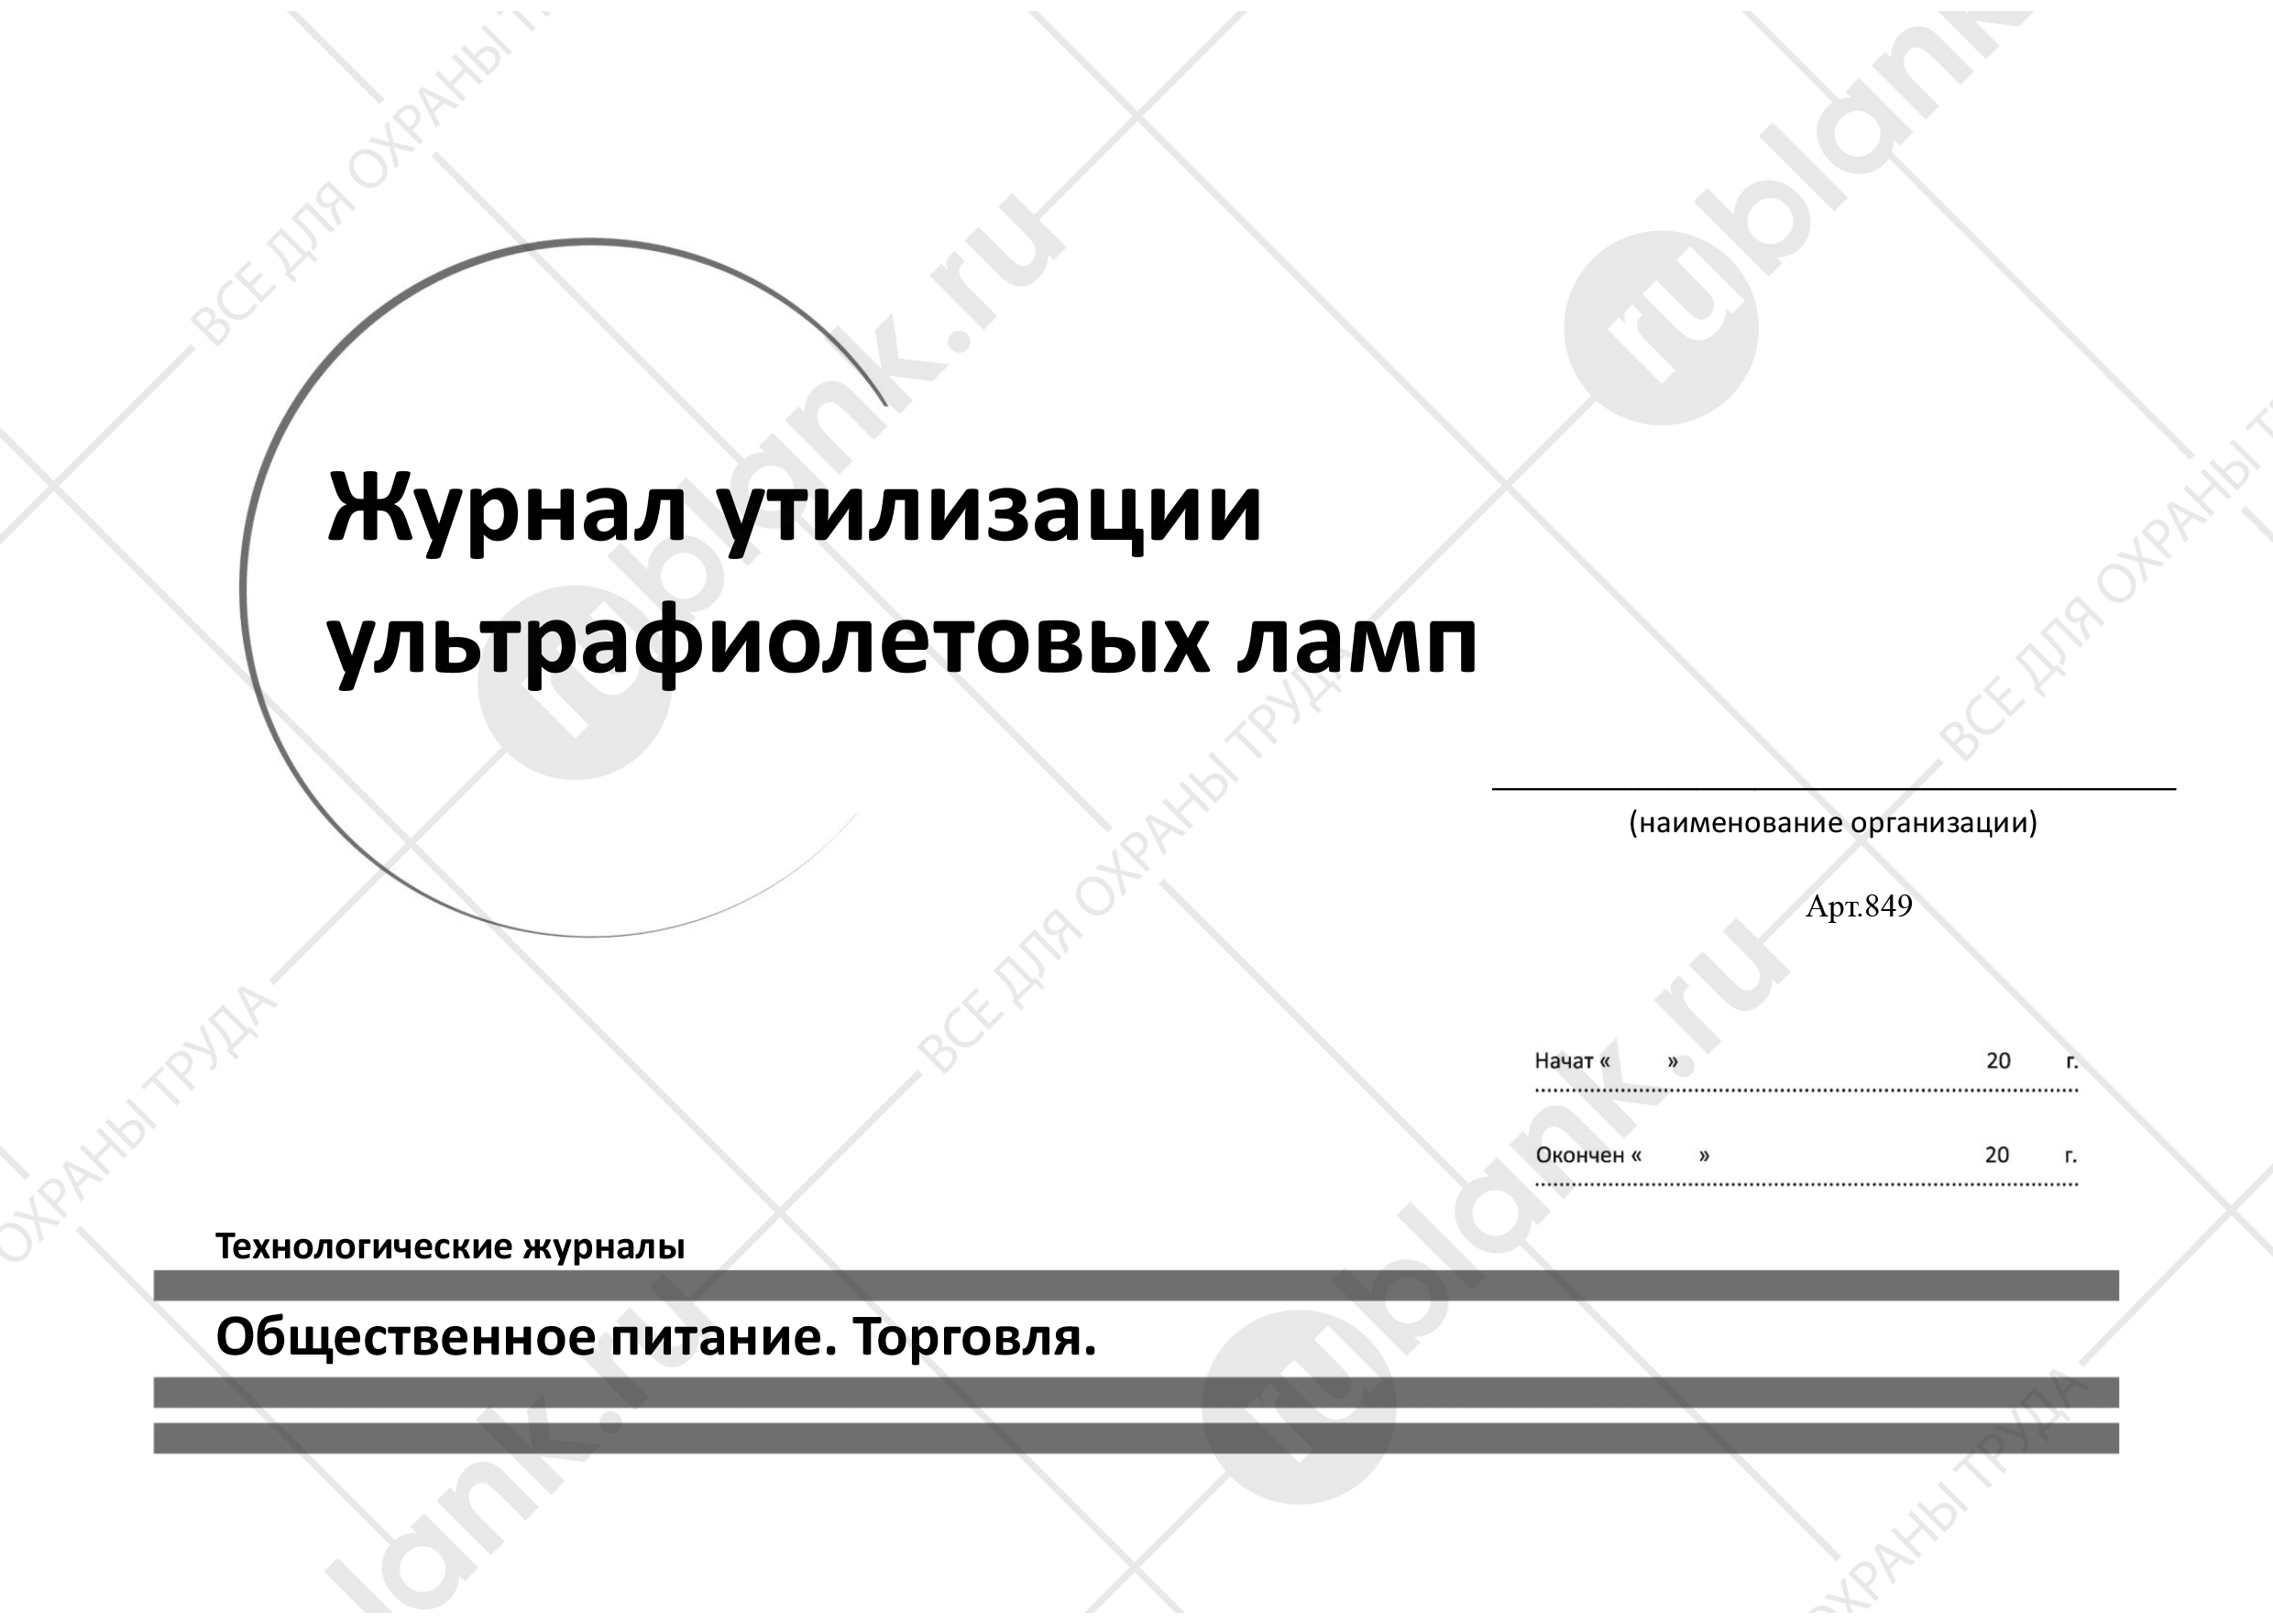 Журнал утилизации
ультрафиолетовых ламп
(наименование организации)
Арт.849
Начат « » 20 г.
Окончен « » 20 г.
Технологические журналы
Общественное питание. Торговля.
ВСЕ ДЛЯ ОХРАНЫ ТРУДА
rublank.ru